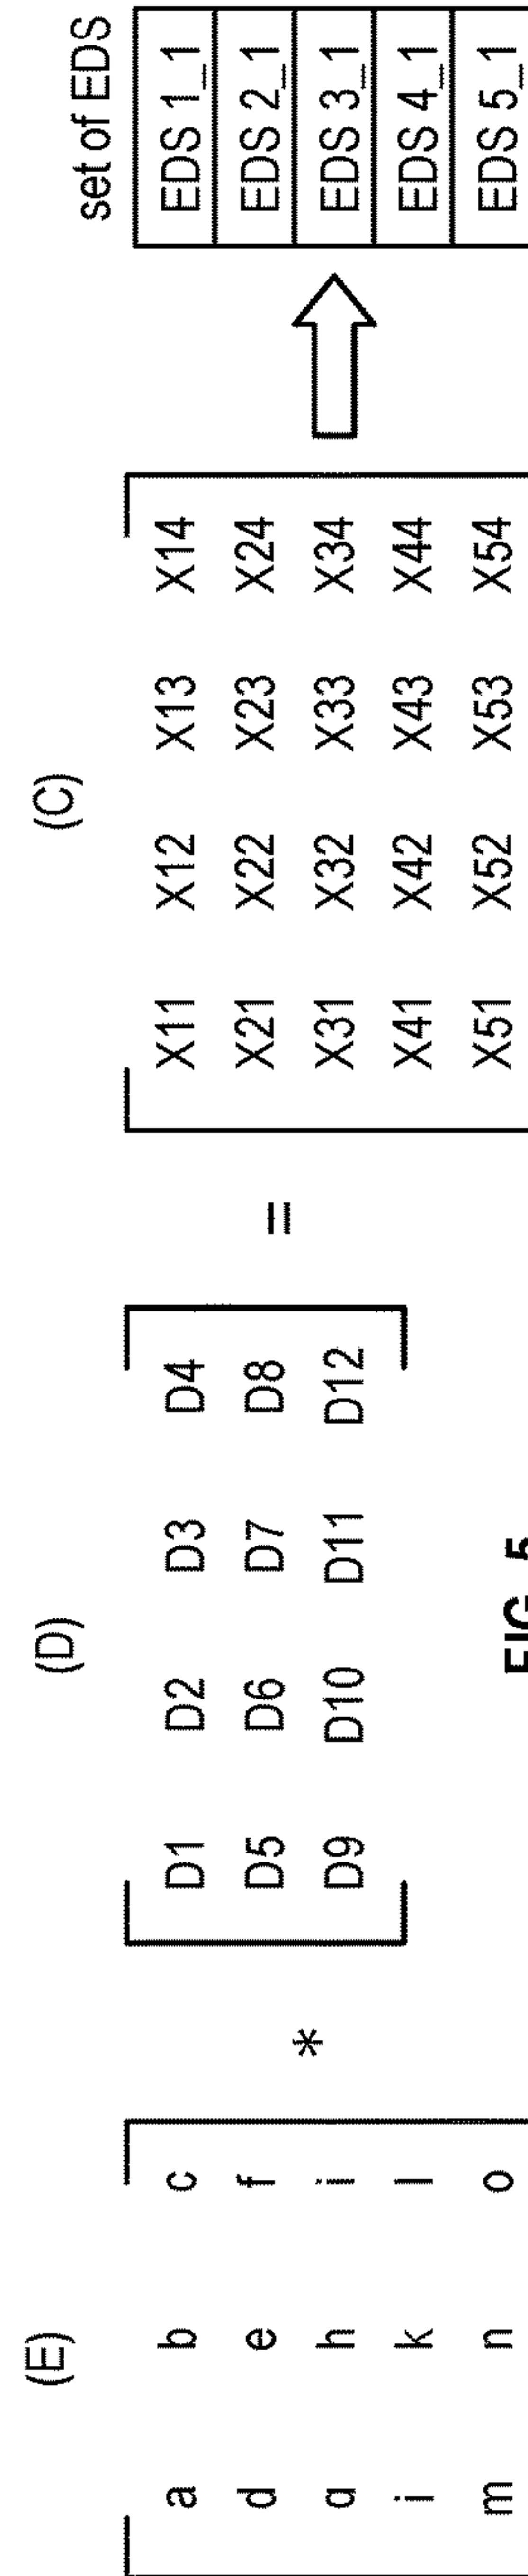 (E) (D) (C) set of EDS
a b c D1 D2 D3 D4 X11 X12 X13 X14 EDS 1_1
d e f * D5 D6 D7 D8 = X21 X22 X23 X24 EDS 2_1
g h i D9 D10 D11 D12 X31 X32 X33 X34 EDS 3_1
j k l X41 X42 X43 X44 EDS 4_1
m n o X51 X52 X53 X54 EDS 5_1
FIG. 5